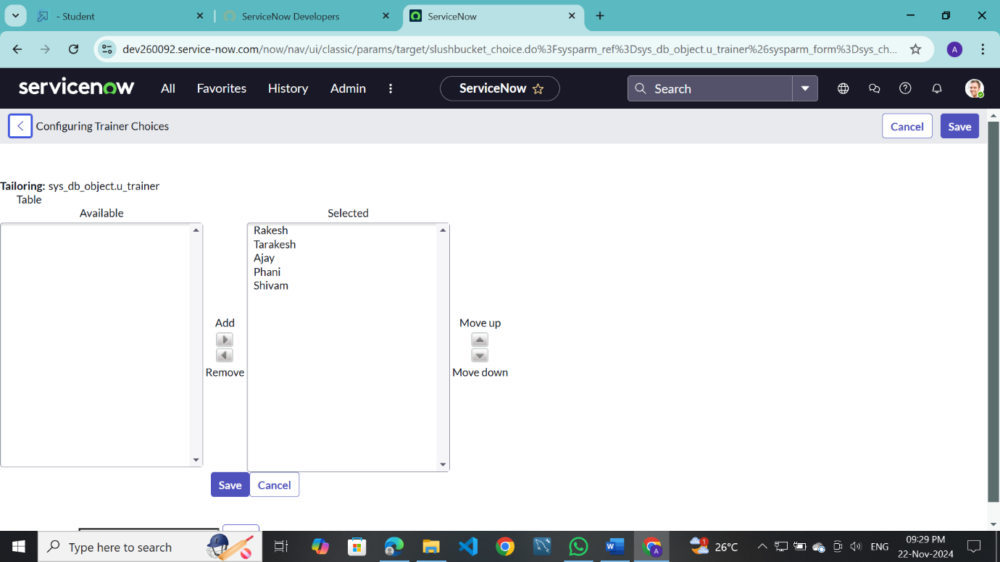 - Student
ServiceNow Developers
ServiceNow
dev260092.service-now.com/now/nav/ui/classic/params/target/slushbucket_choice.do%3Fsysparm_ref%3Dsys_db_object.u_trainer%26sysparm_form%3Dsys_ch...
A
servicenow
All
Favorites
History
Admin
ServiceNow
Search
Configuring Trainer Choices
Cancel
Save
Tailoring: sys_db_object.u_trainer
Table
Available
Selected
Rakesh
Tarakesh
Ajay
Phani
Shivam
Add
Remove
Move up
Move down
Save
Cancel
Type here to search
W
A
1
26°C
ENG
09:29 PM
22-Nov-2024